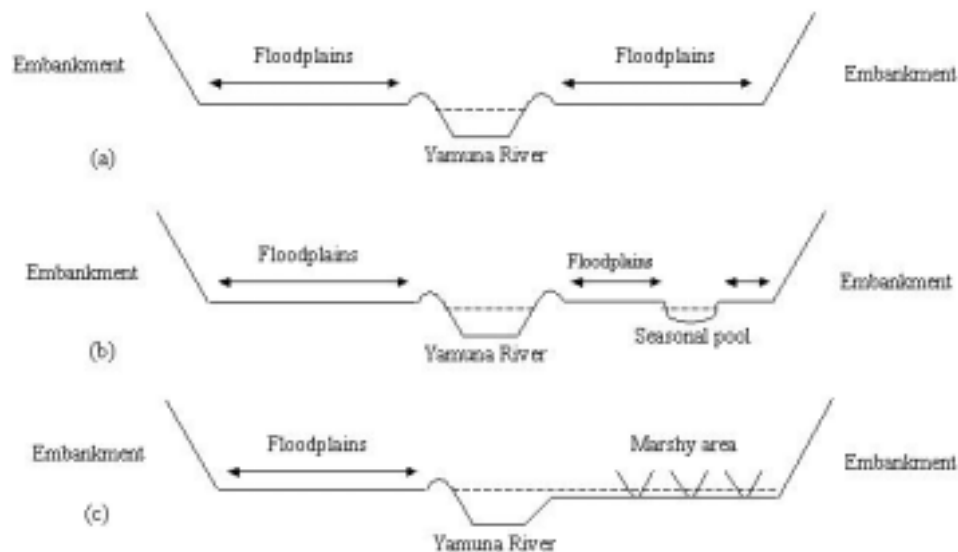 Embankment
Floodplains
Floodplains
Embankment
Yamuna River
(a)
Embankment
Floodplains
Floodplains
Embankment
Yamuna River
Seasonal pool
(b)
Embankment
Floodplains
Marshy area
Embankment
Yamuna River
(c)